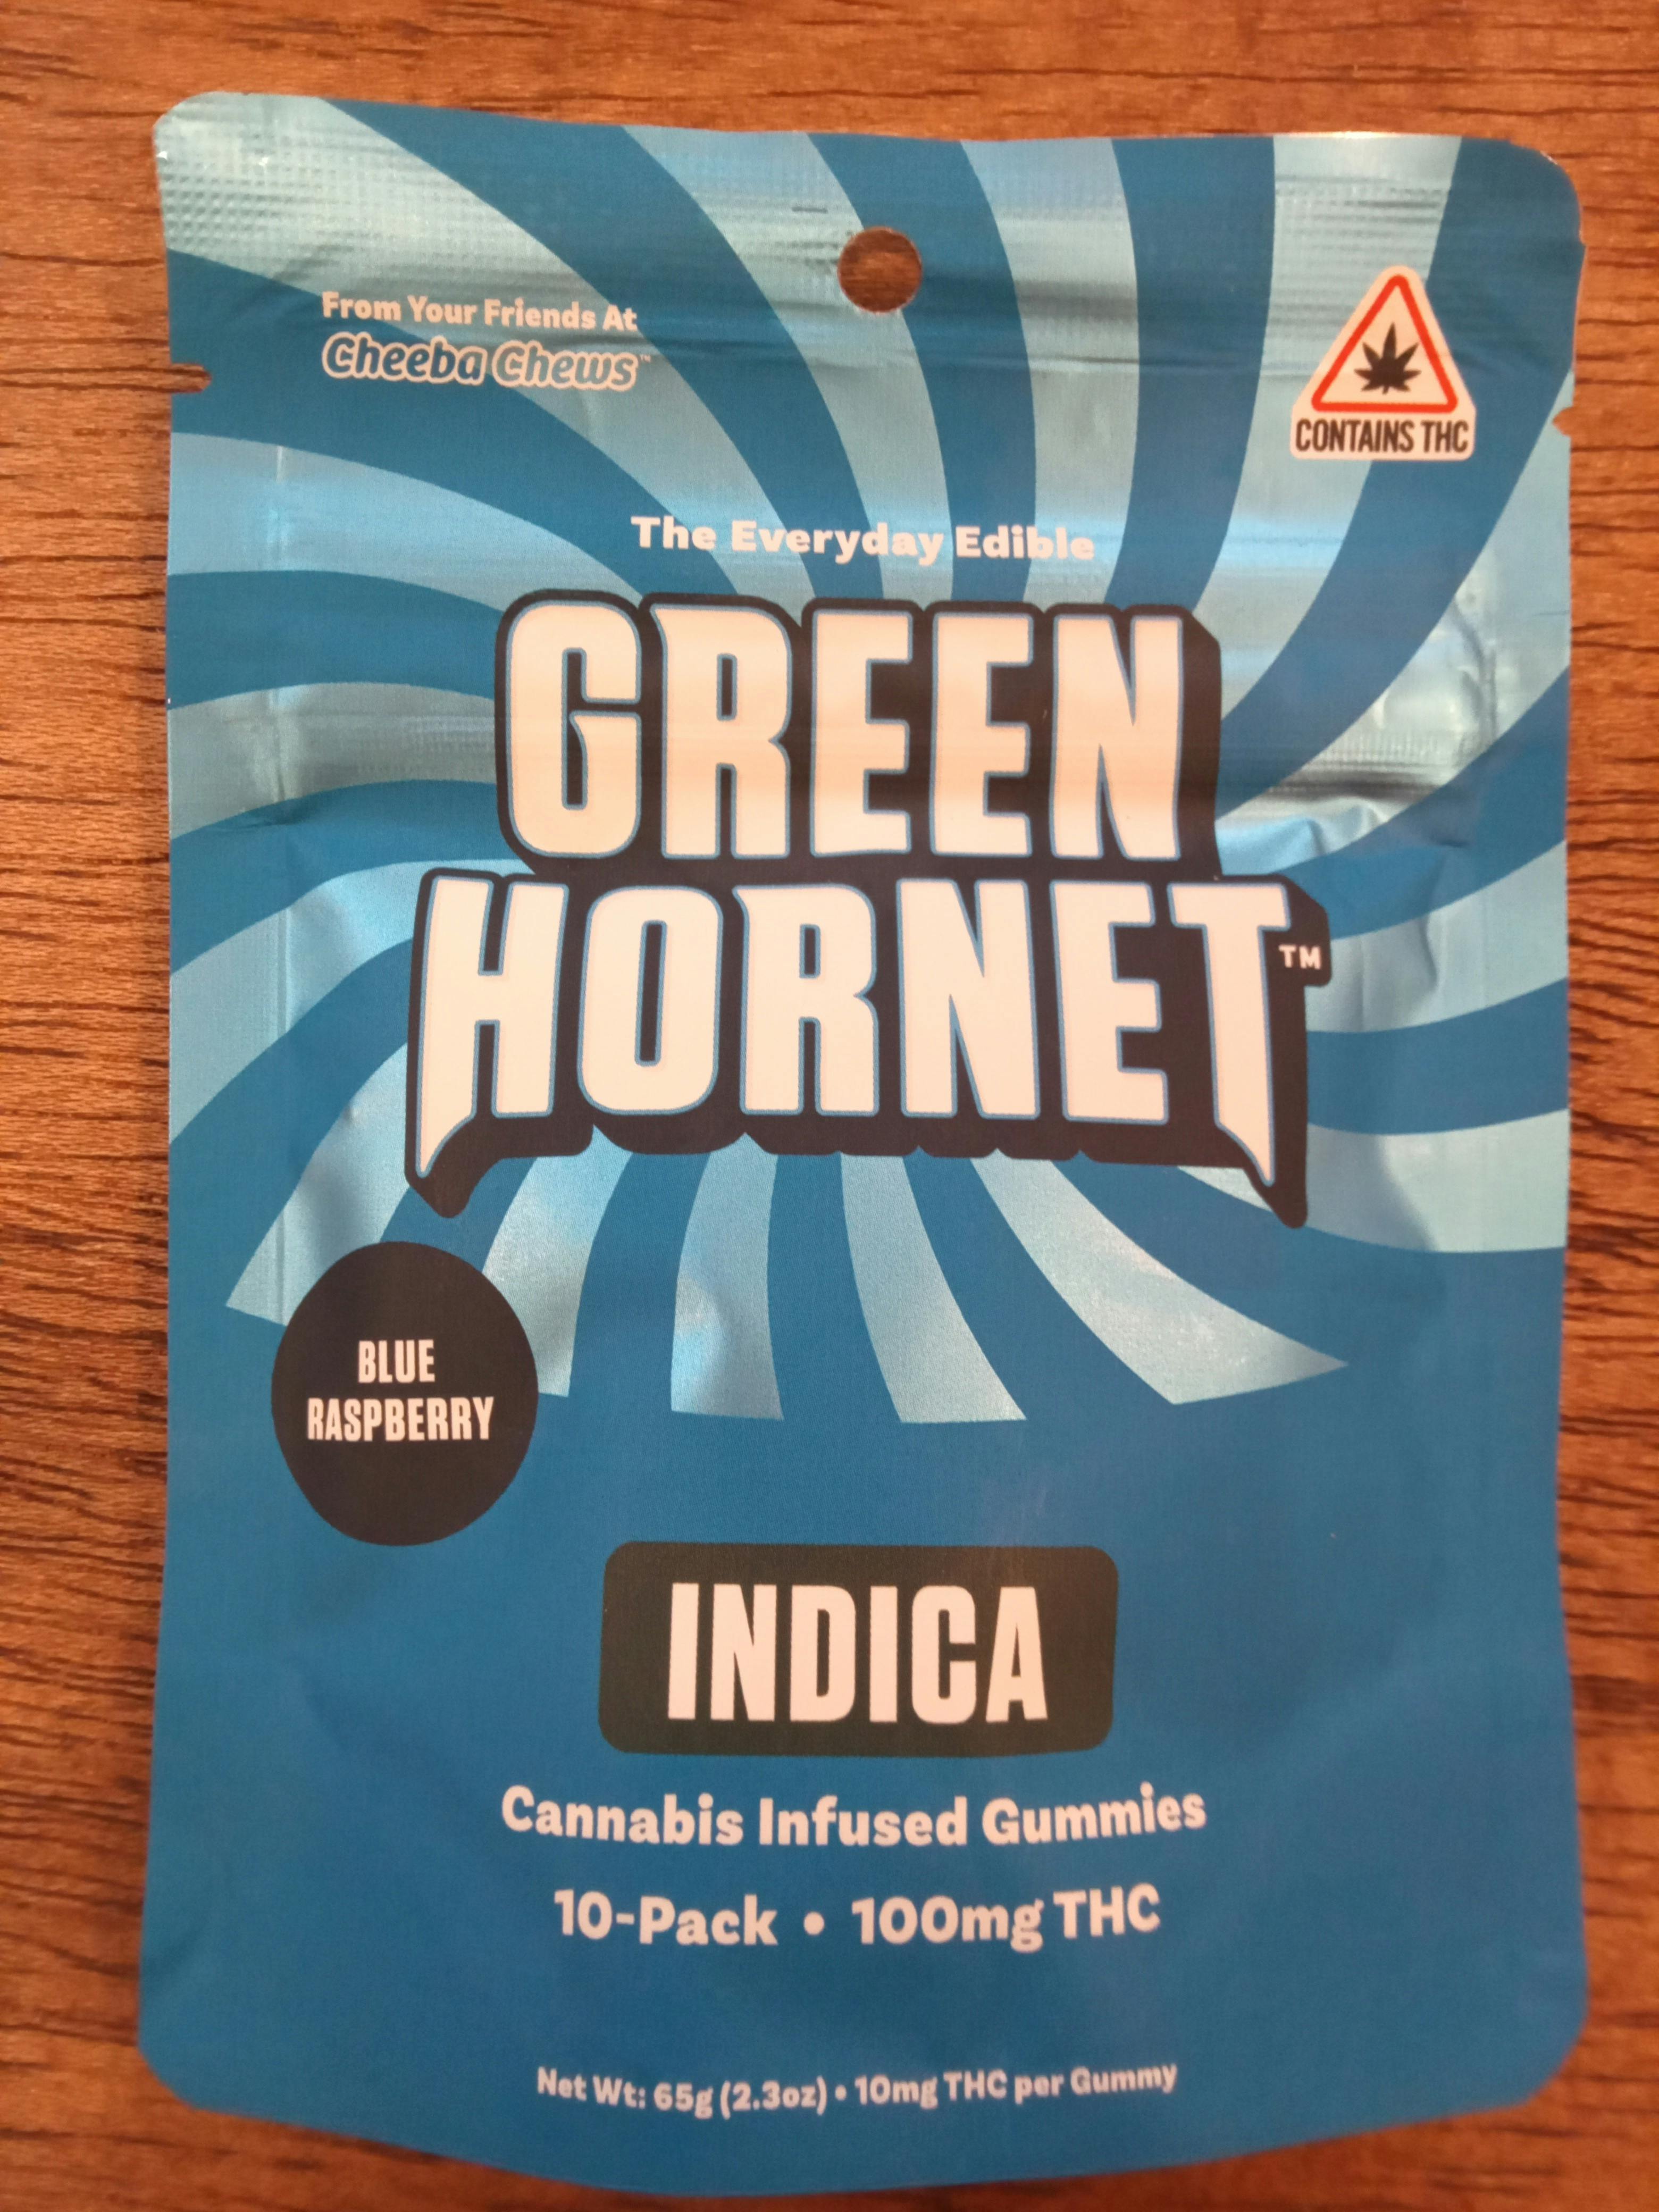 From Your Friends At
Cheeba Chews™
CONTAINS THC
The Everyday Edible
GREEN
HORNET™
BLUE
RASPBERRY
INDICA
Cannabis Infused Gummies
10-Pack • 100mg THC
Net Wt: 65g (2.3oz) • 10mg THC per Gummy